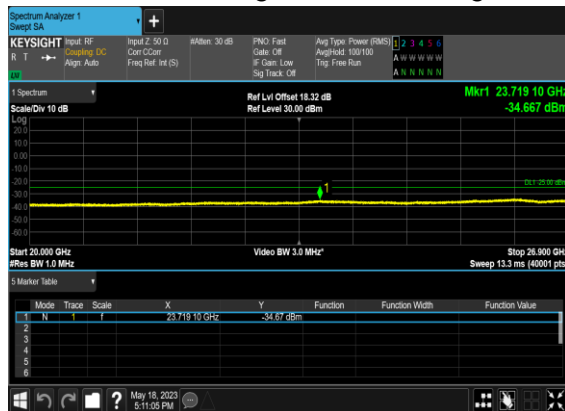 Spectrum Analyzer 1
Swept SA
+
KEYSIGHT Input: RF Input Z: 50 Ω #Atten: 30 dB PNO: Fast Avg Type: Power (RMS) 1 2 3 4 5 6
R T Coupling: DC Corr CCorr Gate: Off Avg|Hold: 100/100 A W W W W W
Align: Auto Freq Ref: Int (S) IF Gain: Low Trig: Free Run
LW Sig Track: Off A N N N N N
1 Spectrum Ref Lvl Offset 18.32 dB Mkr1 23.719 10 GHz
Scale/Div 10 dB Ref Level 30.00 dBm -34.667 dBm
Log
20.0
10.0
0.00
-10.0
-20.0 DL1 -25.00 dBm
1
-30.0
-40.0
-50.0
-60.0
Start 20.000 GHz Video BW 3.0 MHz* Stop 26.900 GHz
#Res BW 1.0 MHz Sweep 13.3 ms (40001 pts)
5 Marker Table
Mode Trace Scale X Y Function Function Width Function Value
1 N 1 f 23.719 10 GHz -34.67 dBm
2
3
4
5
6
? May 18, 2023
5:11:05 PM